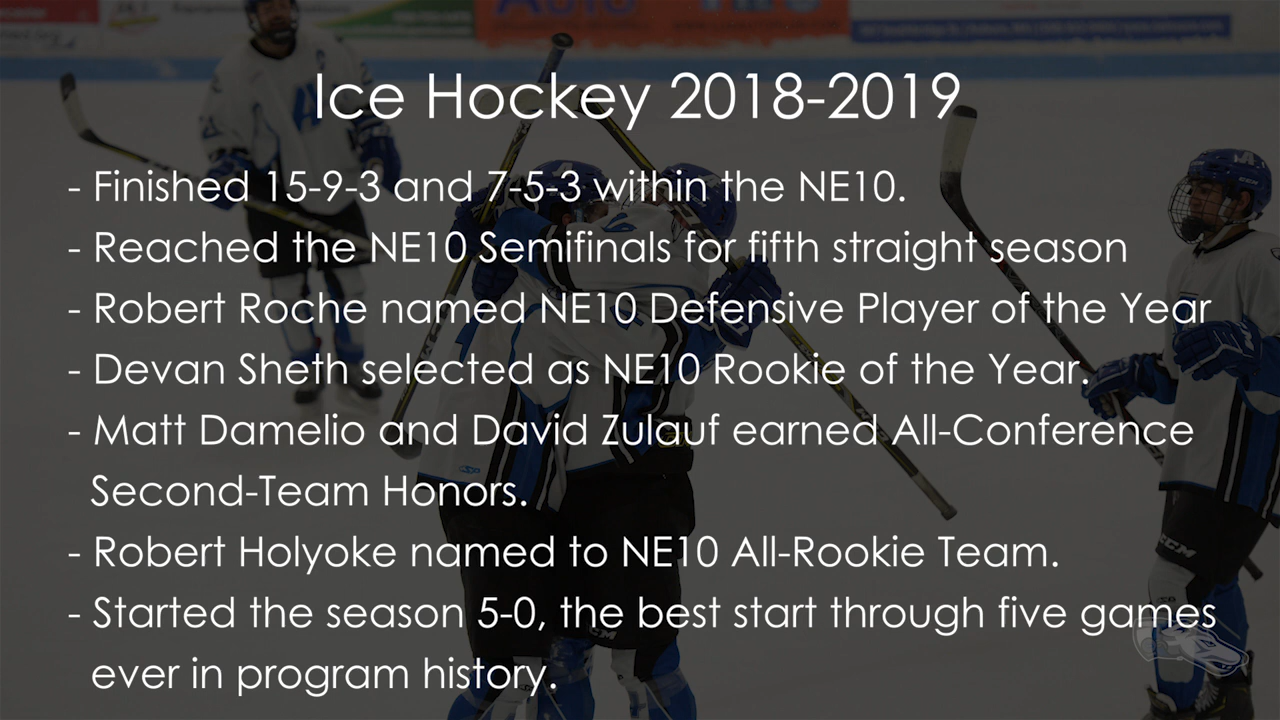 Ice Hockey 2018-2019
- Finished 15-9-3 and 7-5-3 within the NE10.
- Reached the NE10 Semifinals for fifth straight season
- Robert Roche named NE10 Defensive Player of the Year
- Devan Sheth selected as NE10 Rookie of the Year.
- Matt Damelio and David Zulauf earned All-Conference
Second-Team Honors.
- Robert Holyoke named to NE10 All-Rookie Team.
- Started the season 5-0, the best start through five games
ever in program history.
CCM
CCM